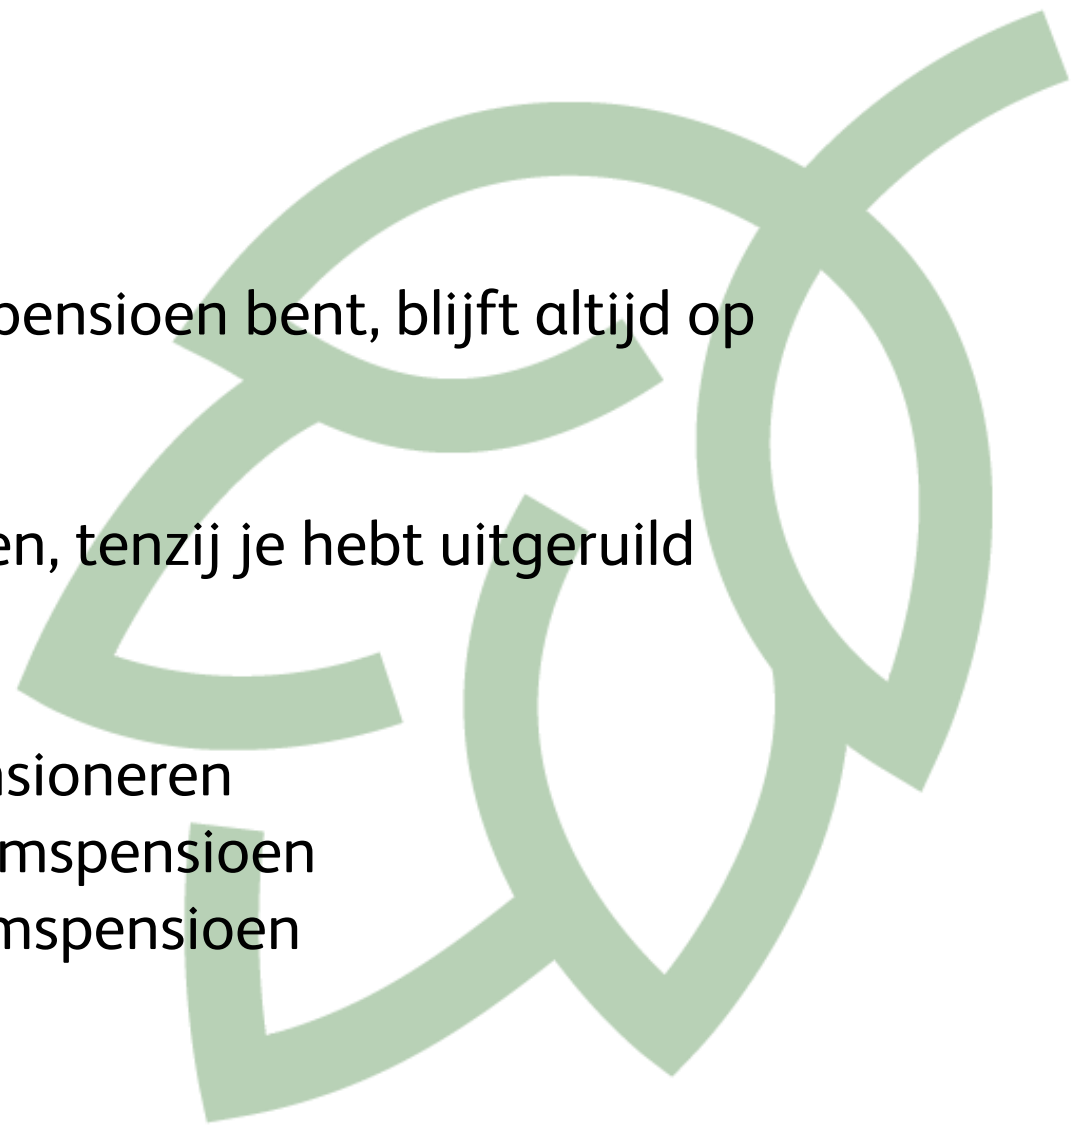 pensioen bent, blijft altijd op
en, tenzij je hebt uitgeruild
sioneren
mspensioen
mspensioen